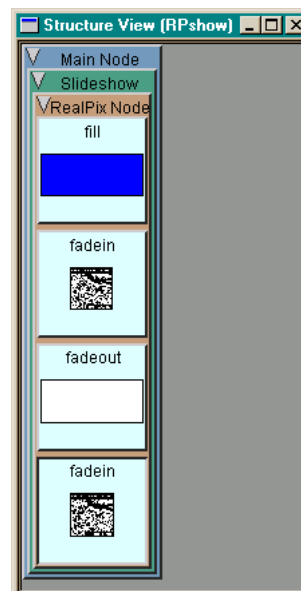 Structure View (RPshow)
Main Node
Slideshow
RealPix Node
fill
fadein
fadeout
fadein